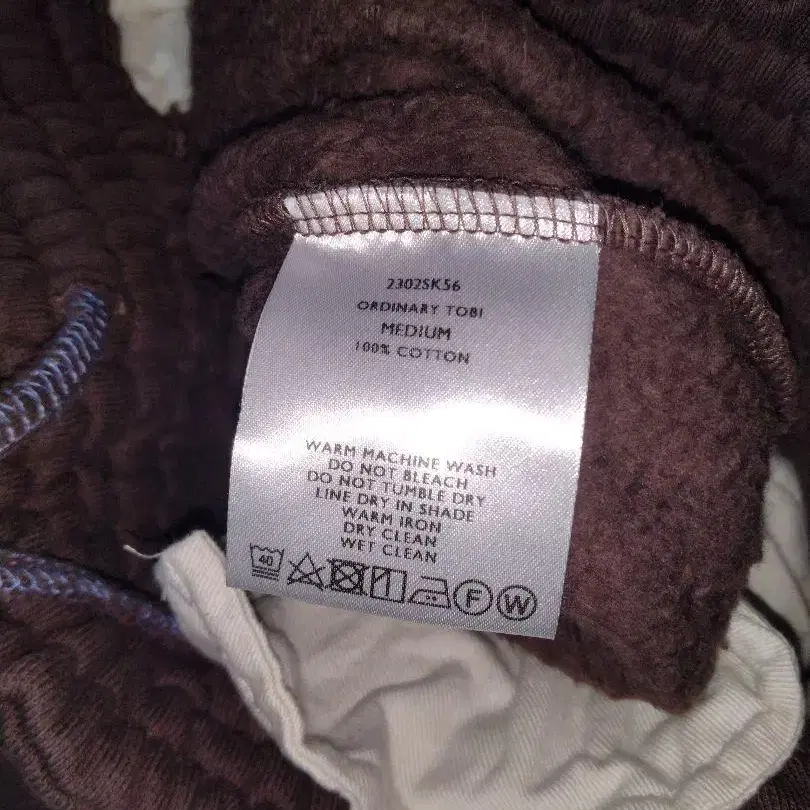 2302SK56
ORDINARY TOBI
MEDIUM
100% COTTON
WARM MACHINE WASH
DO NOT BLEACH
DO NOT TUMBLE DRY
LINE DRY IN SHADE
WARM IRON
DRY CLEAN
WET CLEAN
40
F W